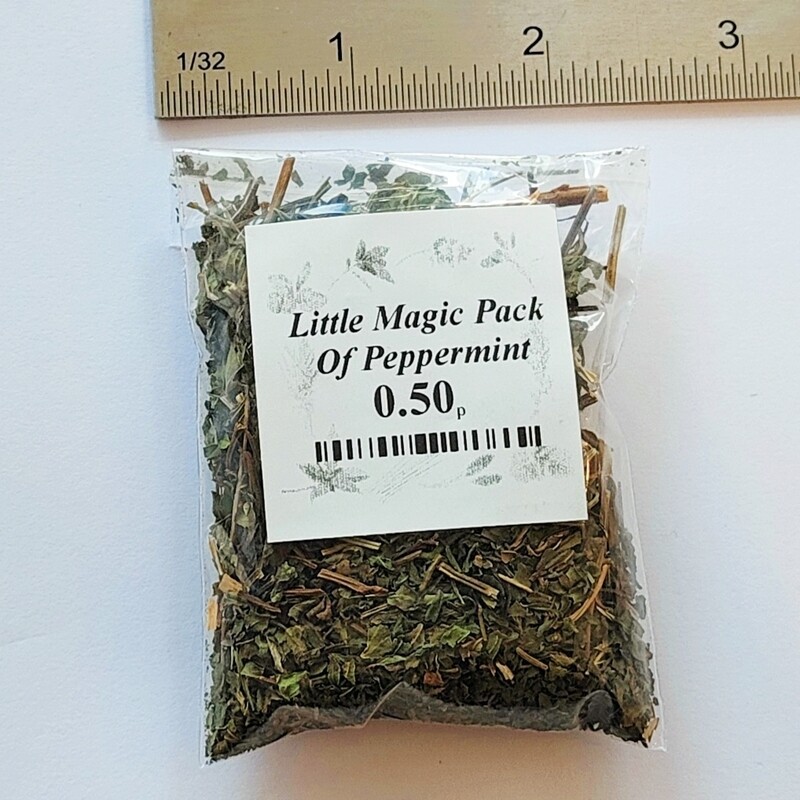 1/32 1 2 3
Little Magic Pack
Of Peppermint
0.50p